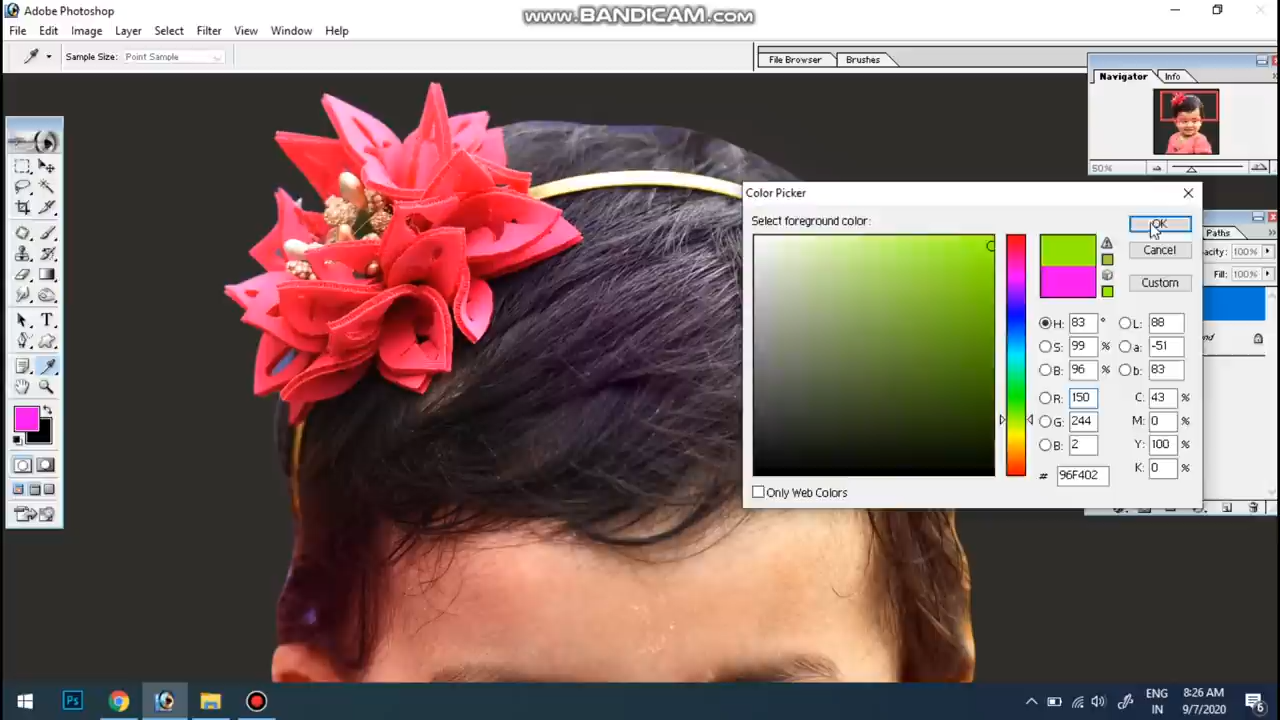 Adobe Photoshop
www.BANDICAM.com
File Edit Image Layer Select Filter View Window Help
Sample Size: Point Sample
File Browser Brushes
Navigator Info
50%
Color Picker
Select foreground color:
OK
Cancel
Custom
H: 83 °
S: 99 %
B: 96 %
R: 150
G: 244
B: 2
# 96F402
L: 88
a: -51
b: 83
C: 43 %
M: 0 %
Y: 100 %
K: 0 %
Only Web Colors
Paths
acity: 100%
Fill: 100%
nd
T
Ps
ENG
IN
8:26 AM
9/7/2020
6